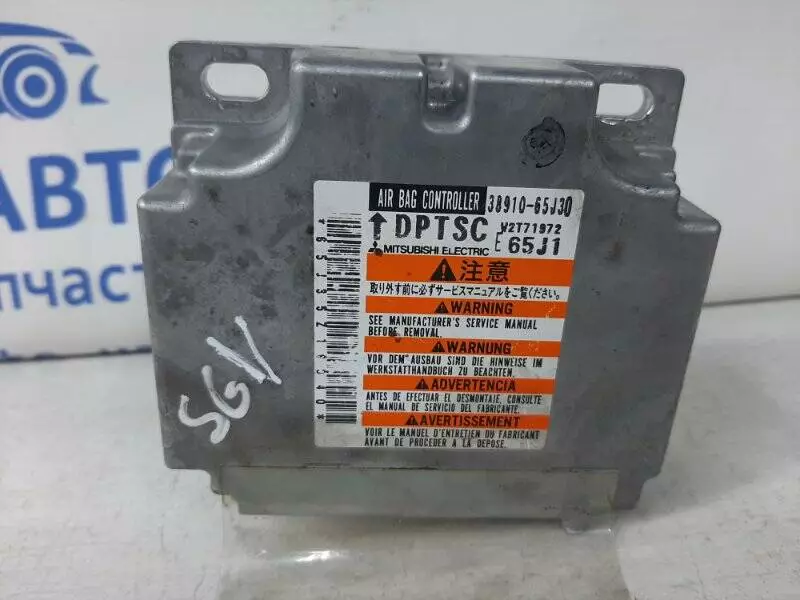 АВТО
пчаст
AIR BAG CONTROLLER 38910-65J30
DPTSC W2T71972
MITSUBISHI ELECTRIC E 65J1
注意
取り外す前に必ずサービスマニュアルをご覧ください。
WARNING
SEE MANUFACTURER'S SERVICE MANUAL
BEFORE REMOVAL.
WARNUNG
VOR DEM AUSBAU SIND DIE HINWEISE IM
WERKSTATTHANDBUCH ZU BEACHTEN.
ADVERTENCIA
ANTES DE EFECTUAR EL DESMONTAJE, CONSULTE
EL MANUAL DE SERVICIO DEL FABRICANTE.
AVERTISSEMENT
VOIR LE MANUEL D'ENTRETIEN DU FABRICANT
AVANT DE PROCEDER A LA DEPOSE.
SGV